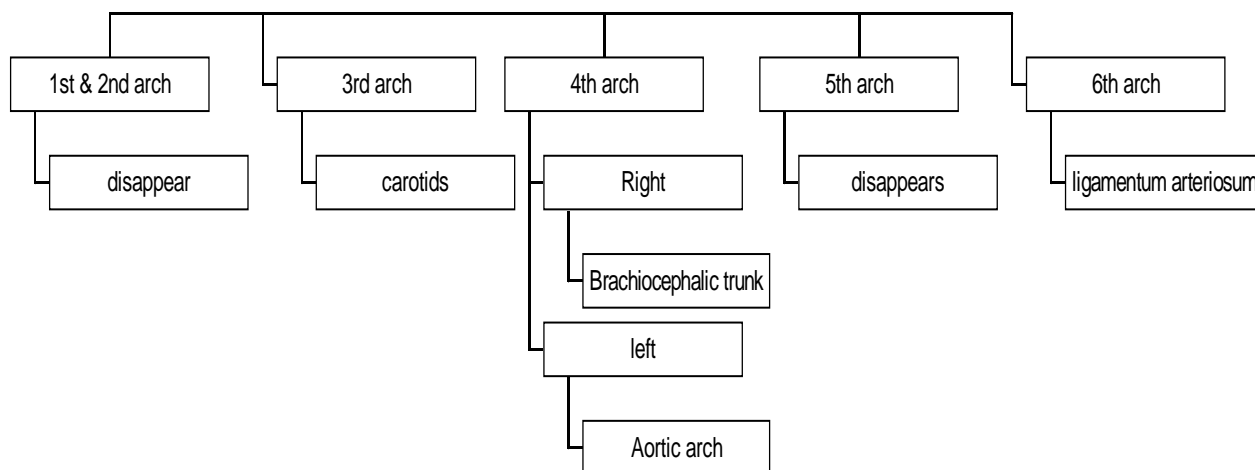 1st & 2nd arch
disappear
3rd arch
carotids
4th arch
Right
Brachiocephalic trunk
left
Aortic arch
5th arch
disappears
6th arch
ligamentum arteriosum